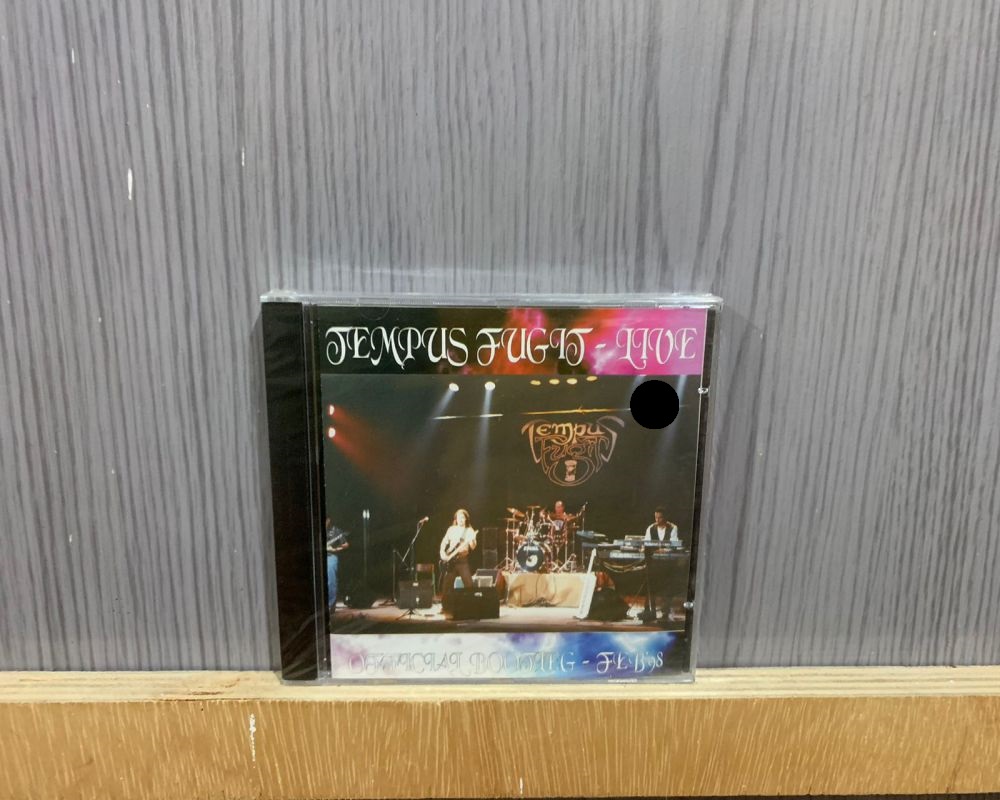 TEMPUS FUGIT - LIVE
TEMPUS
FUGIT
OFFICIAL BOOTLEG - FEB'98